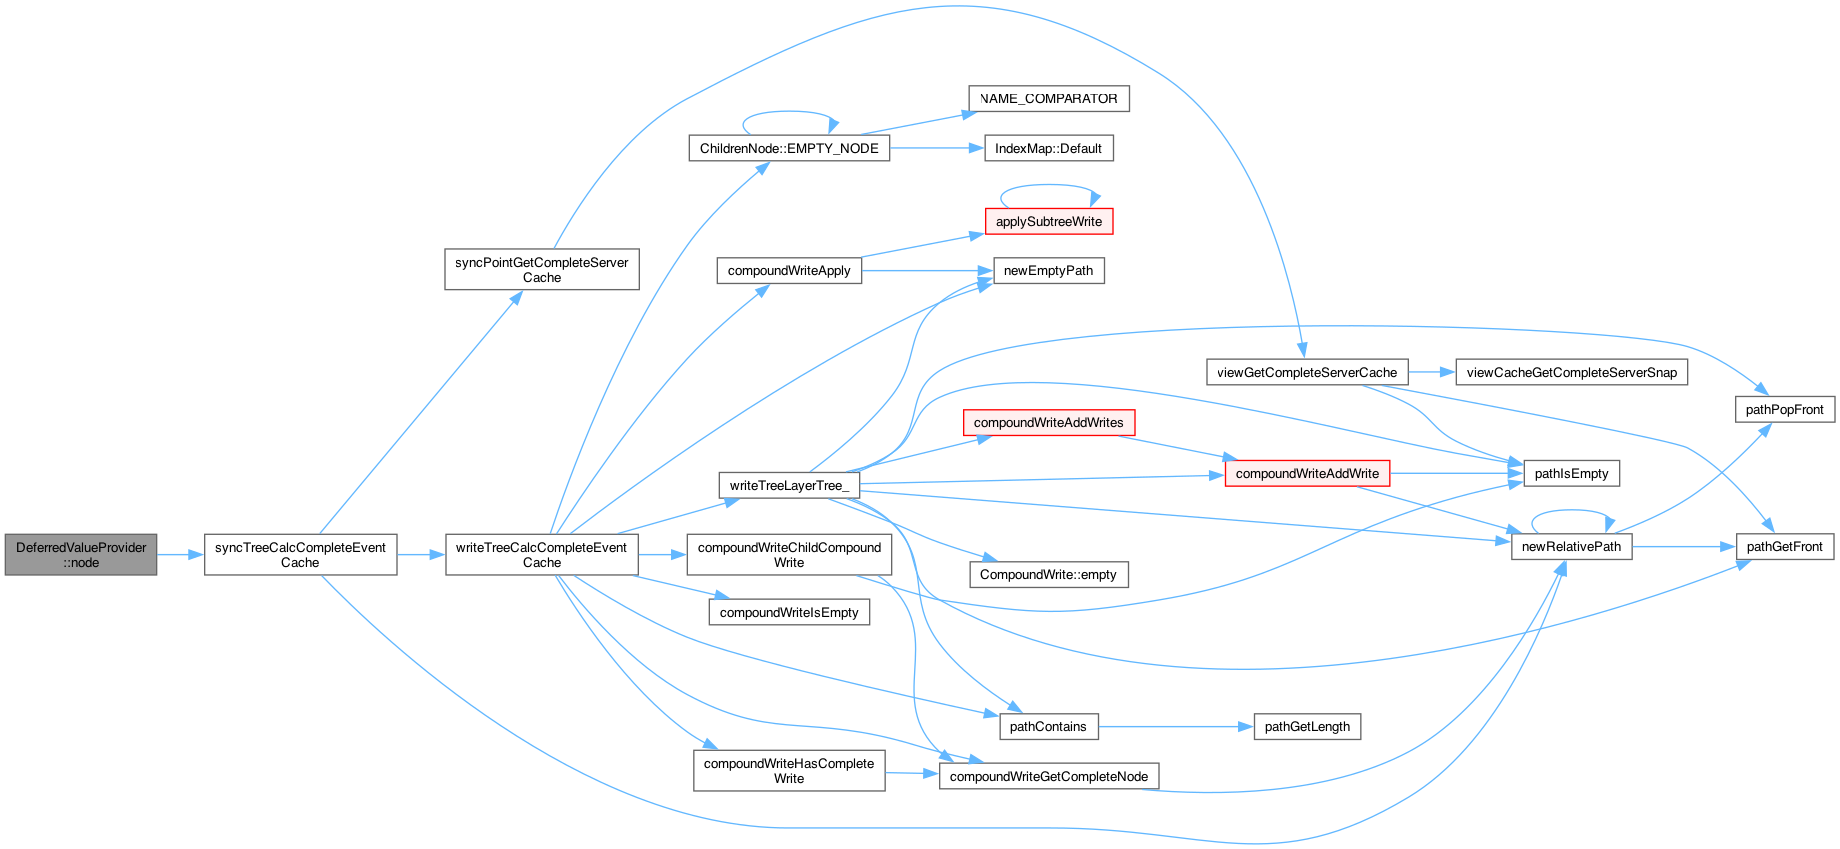 DeferredValueProvider
::node
syncTreeCalcCompleteEvent
Cache
syncPointGetCompleteServer
Cache
writeTreeCalcCompleteEvent
Cache
ChildrenNode::EMPTY_NODE
NAME_COMPARATOR
IndexMap::Default
compoundWriteApply
applySubtreeWrite
newEmptyPath
writeTreeLayerTree_
compoundWriteAddWrites
compoundWriteAddWrite
compoundWriteChildCompound
Write
CompoundWrite::empty
compoundWriteIsEmpty
pathContains
pathGetLength
compoundWriteHasComplete
Write
compoundWriteGetCompleteNode
viewGetCompleteServerCache
viewCacheGetCompleteServerSnap
pathPopFront
pathIsEmpty
newRelativePath
pathGetFront